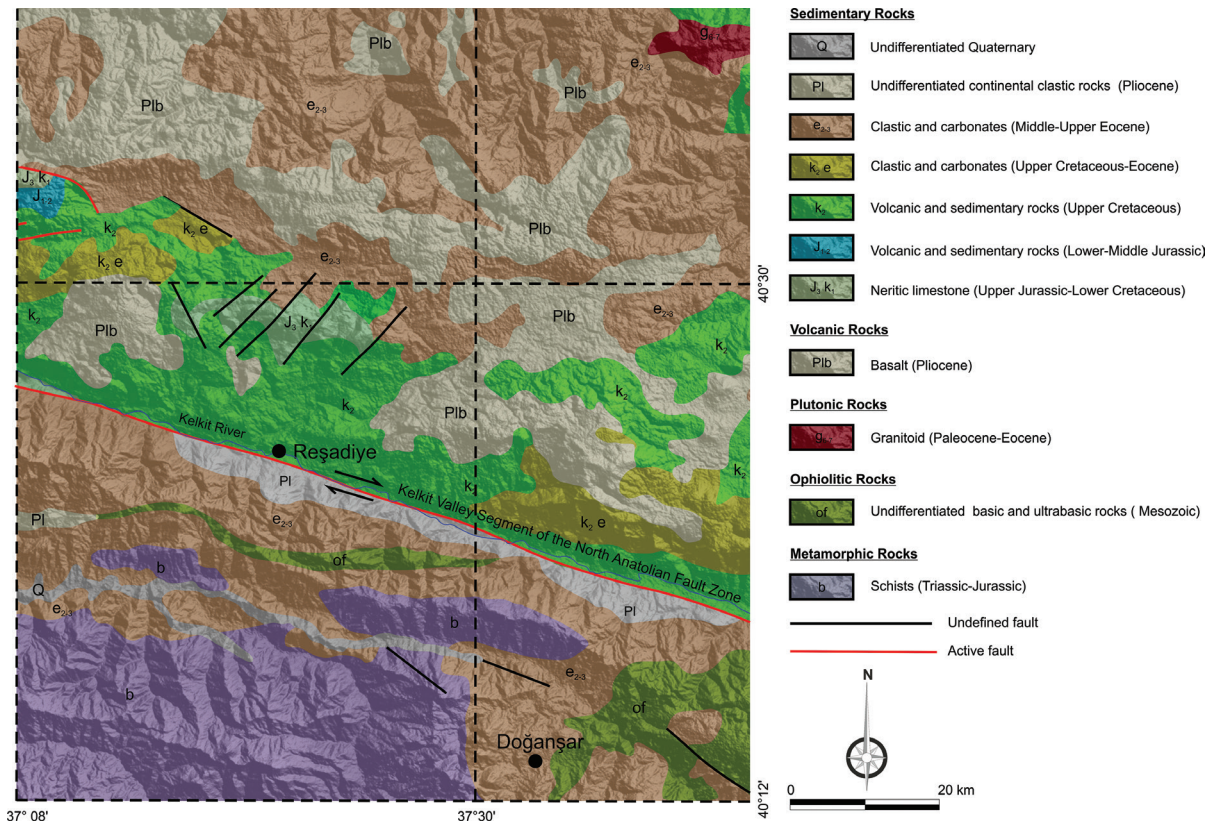 Plb
g6-7
e2-3
Plb
Plb
e2-3
J3 k1
J1-2
k2
k2 e
Plb
k2 e
e2-3
k2
Plb
J3 k1
Plb
e2-3
k2
k2
Plb
k2
Kelkit River
Reşadiye
k2
Pl
k2
Kelkit Valley Segment of the North Anatolian Fault Zone
k2 e
e2-3
Pl
of
b
Q
e2-3
Pl
b
e2-3
b
of
Doğanşar
37° 08'
37°30'
40°30'
40°12'
Sedimentary Rocks
Q Undifferentiated Quaternary
Pl Undifferentiated continental clastic rocks (Pliocene)
e2-3 Clastic and carbonates (Middle-Upper Eocene)
k2 e Clastic and carbonates (Upper Cretaceous-Eocene)
k2 Volcanic and sedimentary rocks (Upper Cretaceous)
J1-2 Volcanic and sedimentary rocks (Lower-Middle Jurassic)
J3 k1 Neritic limestone (Upper Jurassic-Lower Cretaceous)
Volcanic Rocks
Plb Basalt (Pliocene)
Plutonic Rocks
g6-7 Granitoid (Paleocene-Eocene)
Ophiolitic Rocks
of Undifferentiated basic and ultrabasic rocks ( Mesozoic)
Metamorphic Rocks
b Schists (Triassic-Jurassic)
Undefined fault
Active fault
N
0 20 km